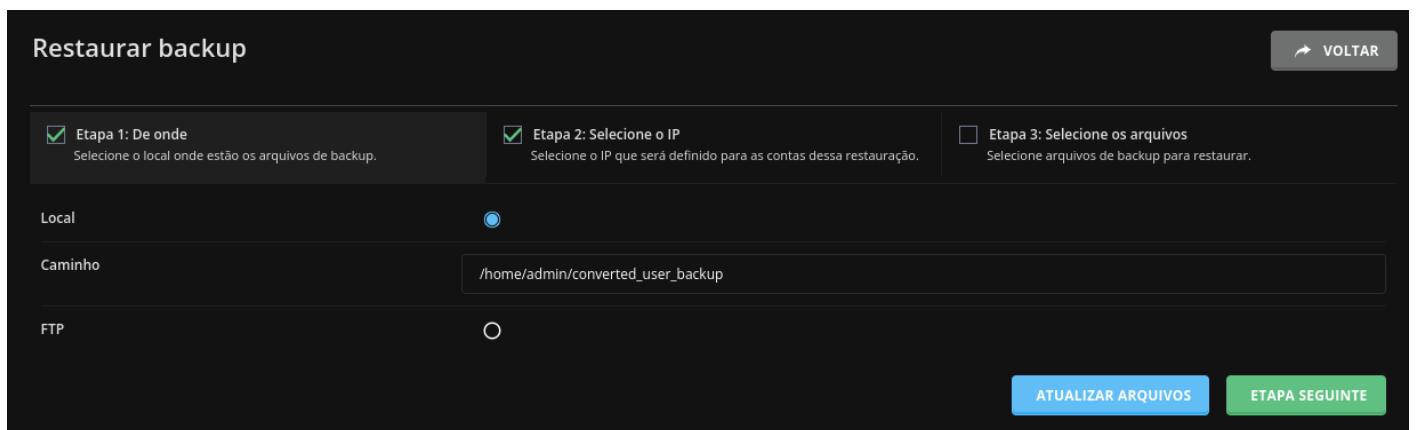 Restaurar backup
VOLTAR
Etapa 1: De onde
Selecione o local onde estão os arquivos de backup.
Etapa 2: Selecione o IP
Selecione o IP que será definido para as contas dessa restauração.
Etapa 3: Selecione os arquivos
Selecione arquivos de backup para restaurar.
Local
Caminho
/home/admin/converted_user_backup
FTP
ATUALIZAR ARQUIVOS
ETAPA SEGUINTE